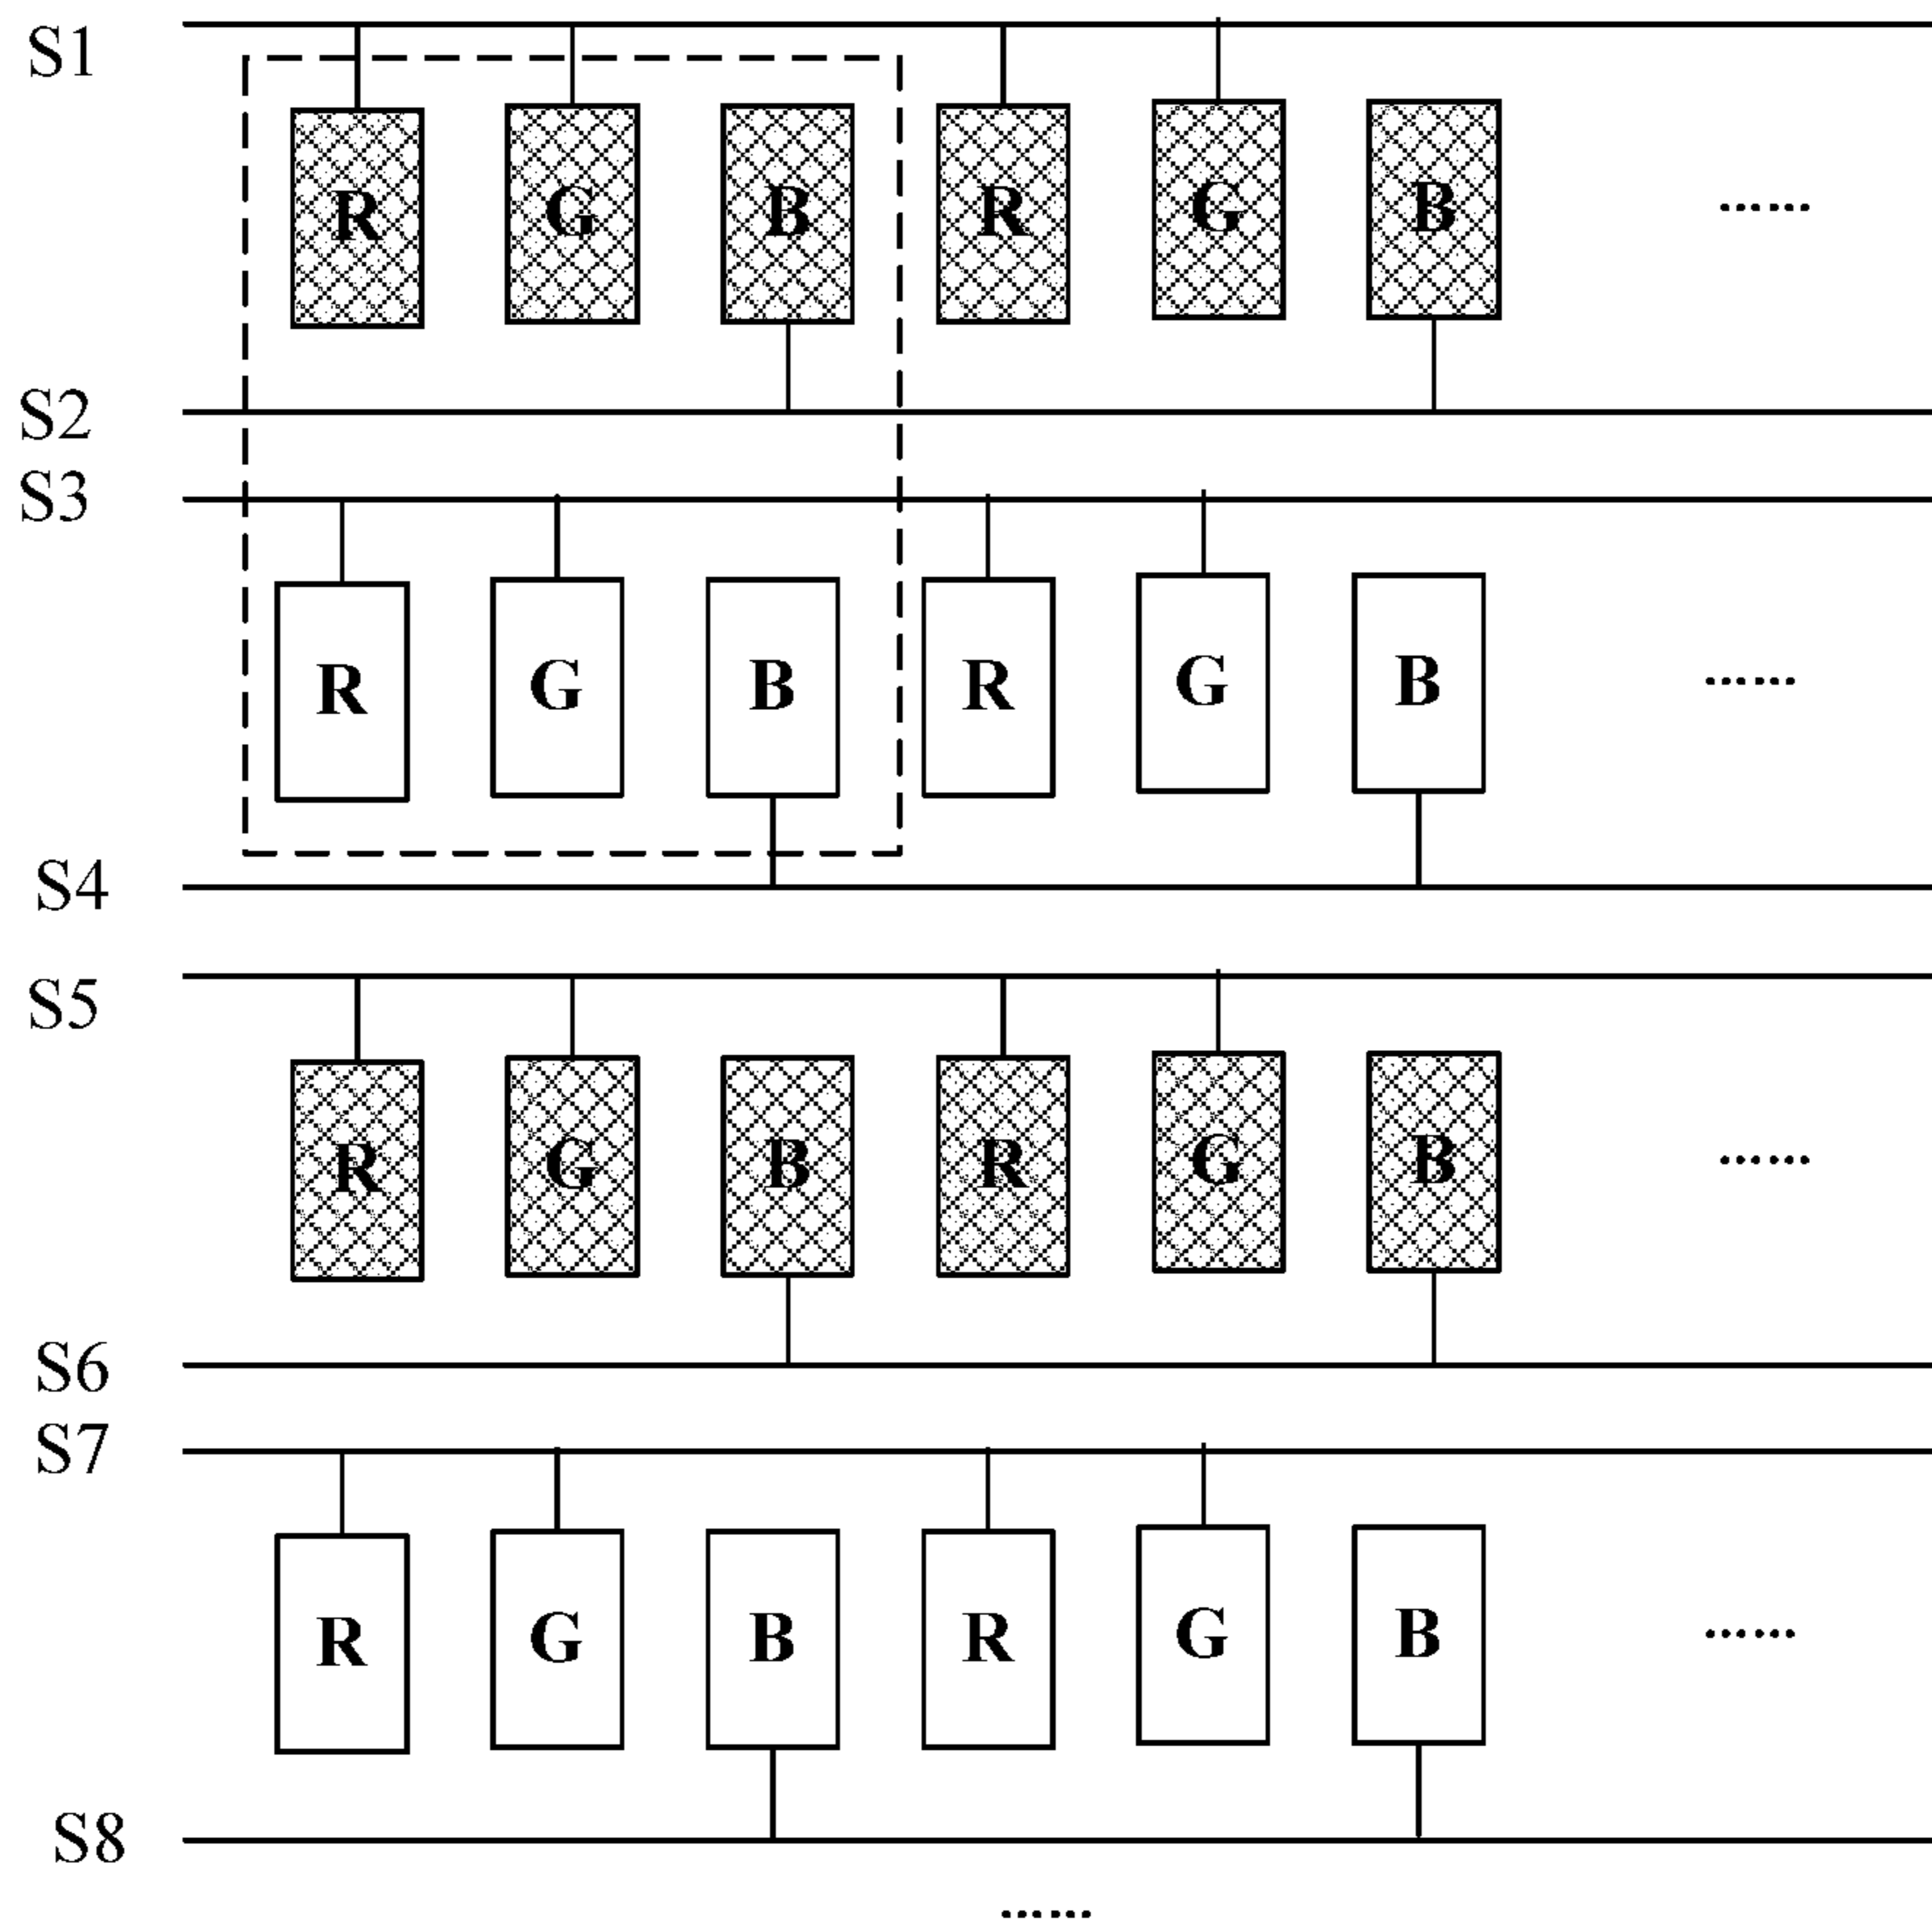 S1
R G B R G B ......
S2
S3
R G B R G B ......
S4
S5
R G B R G B ......
S6
S7
R G B R G B ......
S8
......